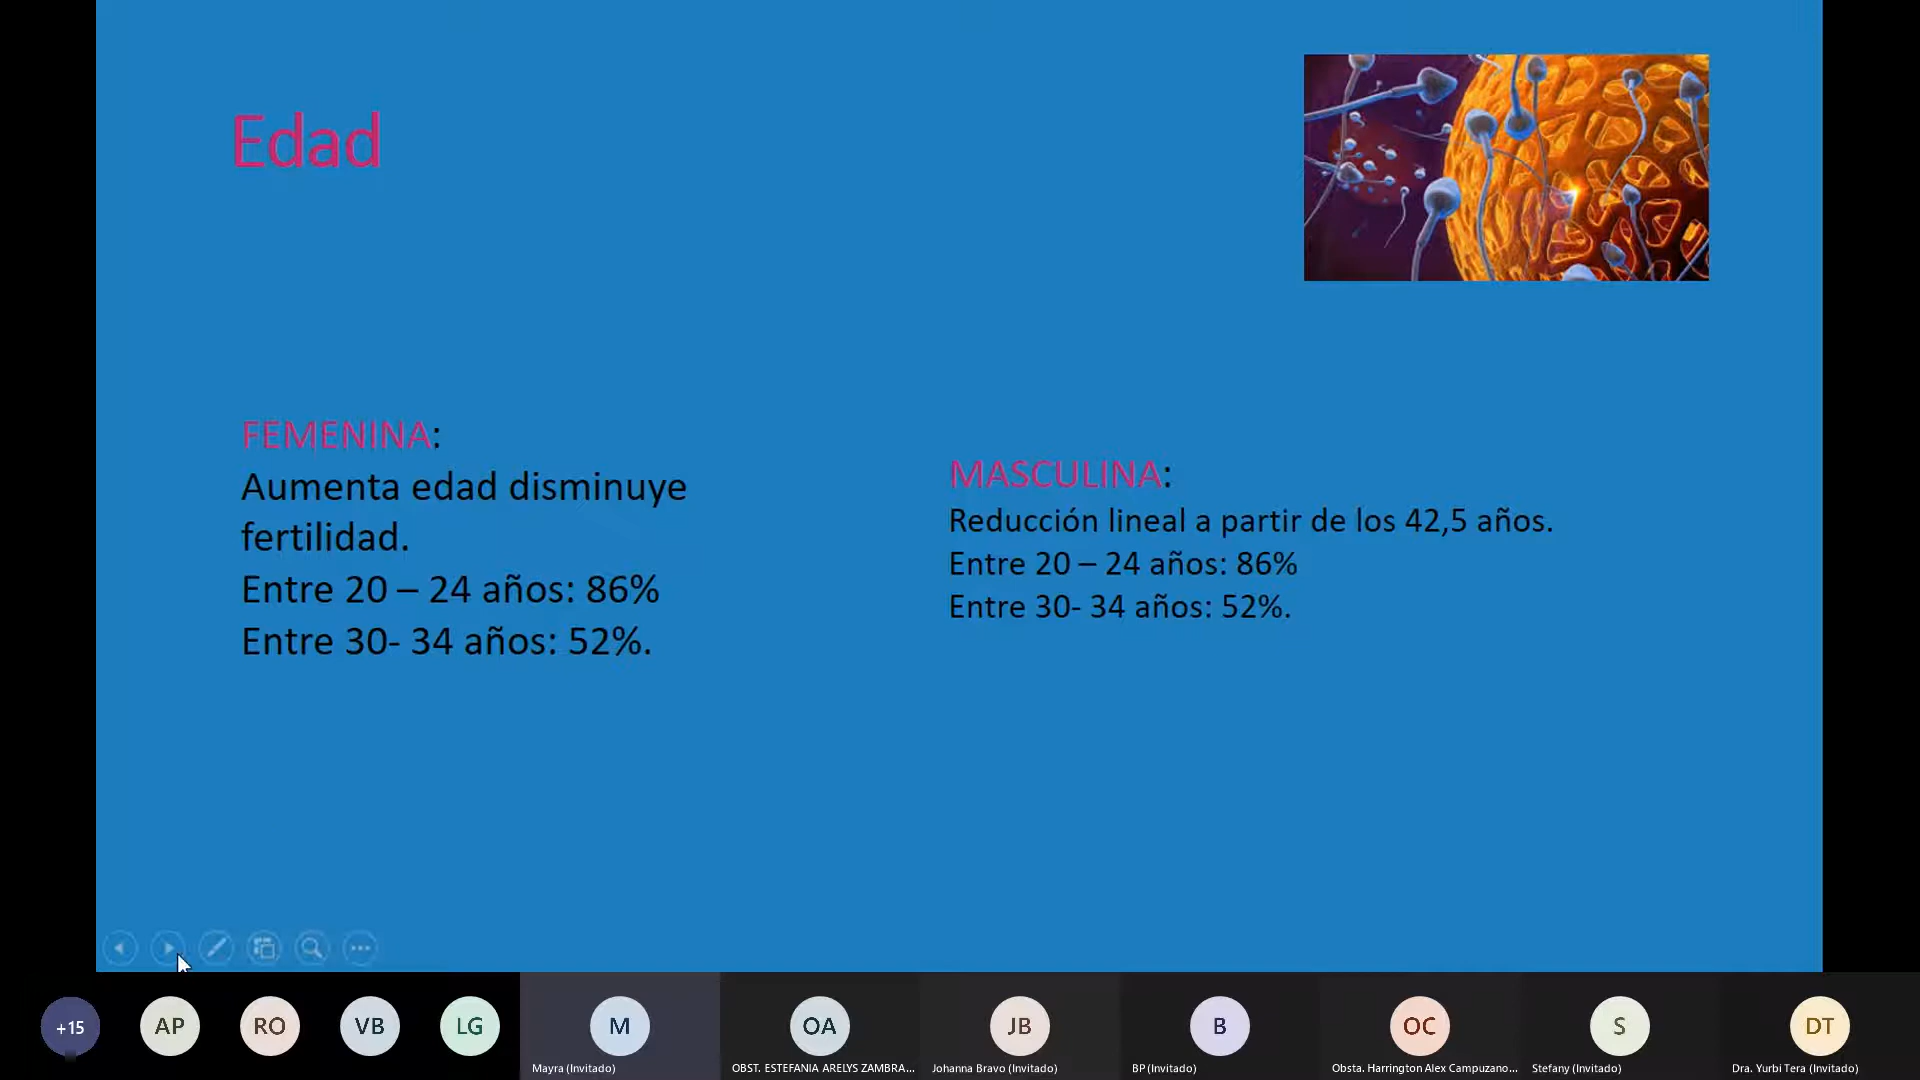 Edad
FEMENINA:
Aumenta edad disminuye
fertilidad.
Entre 20 – 24 años: 86%
Entre 30- 34 años: 52%.
MASCULINA:
Reducción lineal a partir de los 42,5 años.
Entre 20 – 24 años: 86%
Entre 30- 34 años: 52%.
+15
AP
RO
VB
LG
M
OA
JB
B
OC
S
DT
Mayra (Invitado)
OBST. ESTEFANIA ARELYS ZAMBRA...
Johanna Bravo (Invitado)
BP (Invitado)
Obsta. Harrington Alex Campuzano...
Stefany (Invitado)
Dra. Yurbi Tera (Invitado)